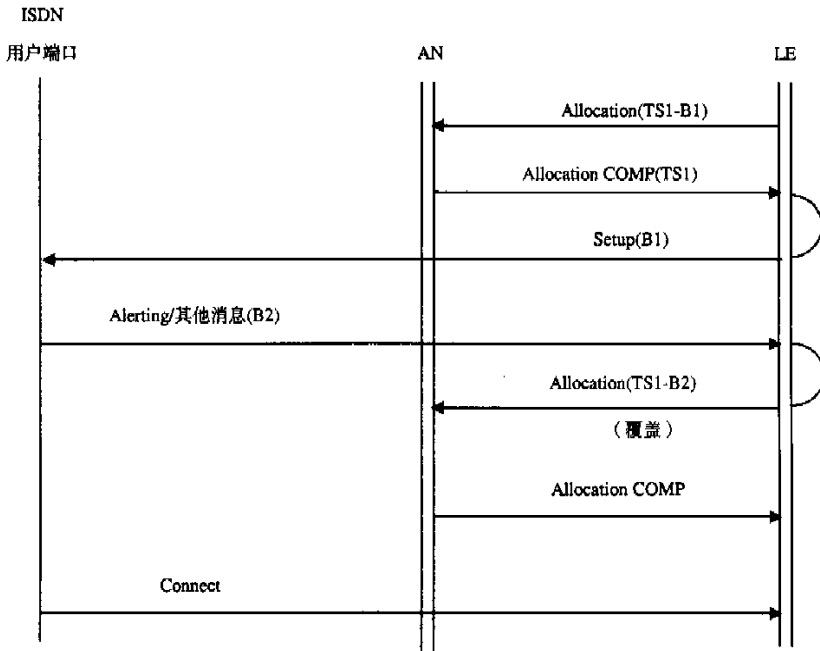 ISDN
用户端口
AN
LE
Allocation(TS1-B1)
Allocation COMP(TS1)
Setup(B1)
Alerting/其他消息(B2)
Allocation(TS1-B2)
（覆盖）
Allocation COMP
Connect